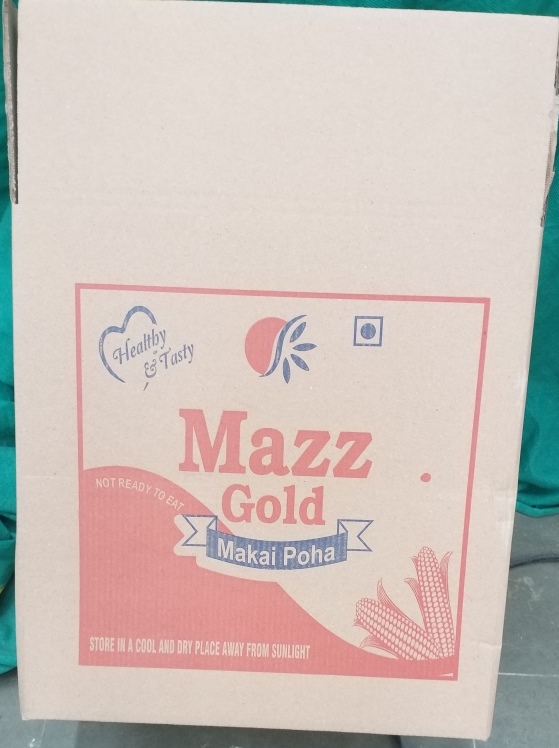 Healthy
& Tasty
Mazz
Gold
NOT READY TO EAT
Makai Poha
STORE IN A COOL AND DRY PLACE AWAY FROM SUNLIGHT